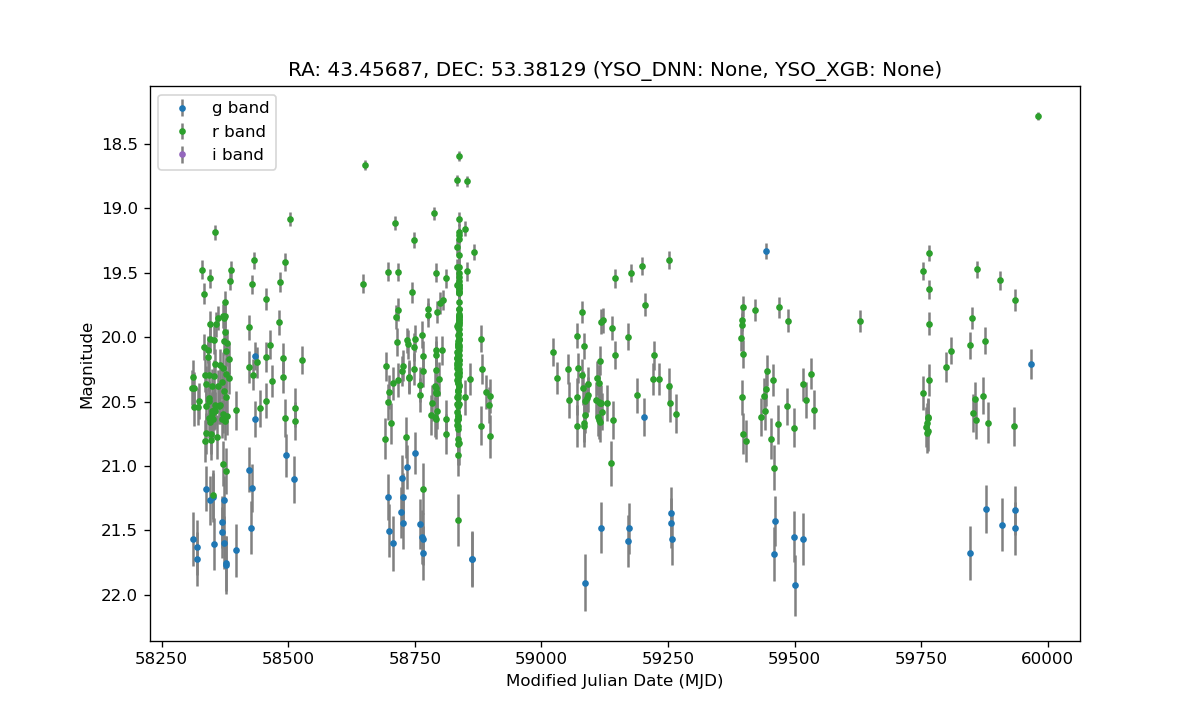 RA: 43.45687, DEC: 53.38129 (YSO_DNN: None, YSO_XGB: None)
g band
r band
i band
18.5
19.0
19.5
20.0
20.5
21.0
21.5
22.0
Magnitude
58250 58500 58750 59000 59250 59500 59750 60000
Modified Julian Date (MJD)